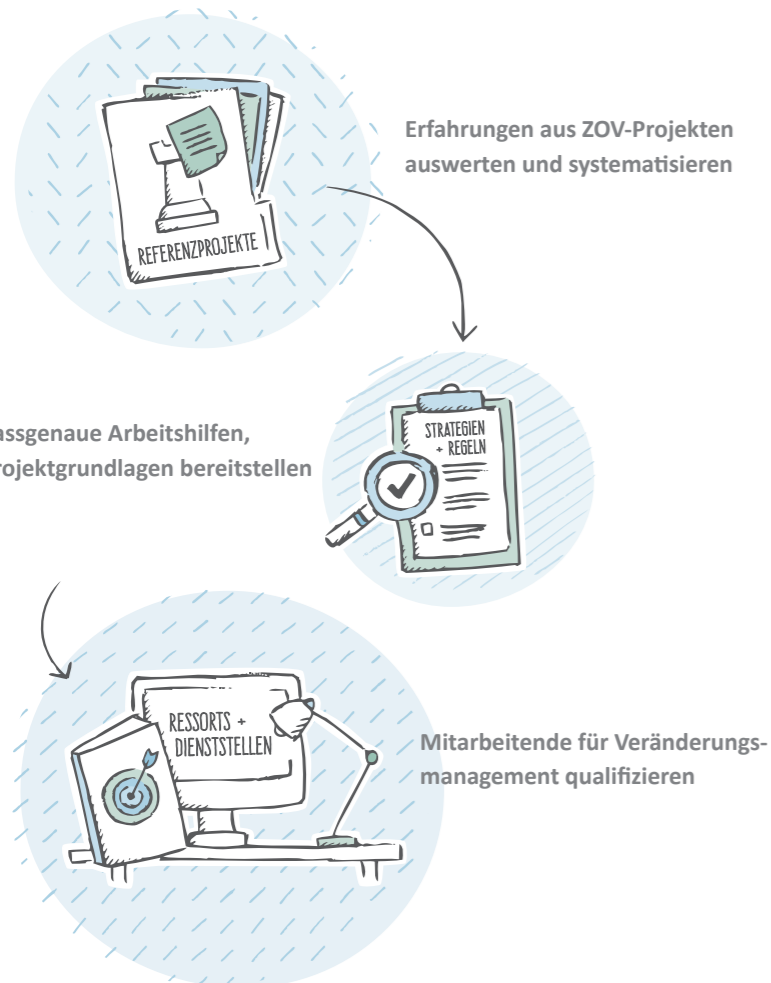 Erfahrungen aus ZOV-Projekten
auswerten und systematisieren
REFERENZPROJEKTE
assgenaue Arbeitshilfen,
rojektgrundlagen bereitstellen
STRATEGIEN
+ REGELN
RESSORTS +
DIENSTSTELLEN
Mitarbeitende für Veränderungs-
management qualifizieren